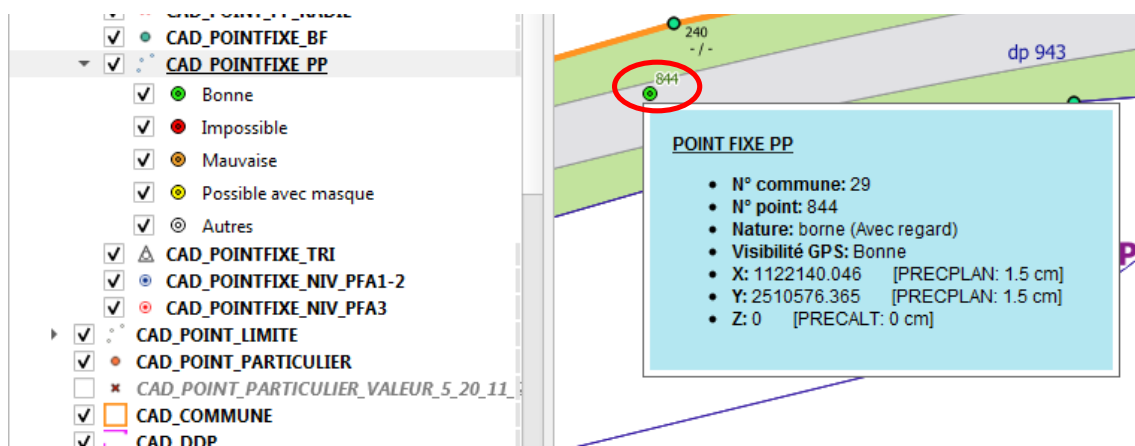 CAD_POINT_PP_RADIE
CAD_POINTFIXE_BF
CAD_POINTFIXE_PP
Bonne
Impossible
Mauvaise
Possible avec masque
Autres
CAD_POINTFIXE_TRI
CAD_POINTFIXE_NIV_PFA1-2
CAD_POINTFIXE_NIV_PFA3
CAD_POINT_LIMITE
CAD_POINT_PARTICULIER
CAD_POINT_PARTICULIER_VALEUR_5_20_11_
CAD_COMMUNE
CAD_DDP
240
- / -
dp 943
844
POINT FIXE PP
• N° commune: 29
• N° point: 844
• Nature: borne (Avec regard)
• Visibilité GPS: Bonne
• X: 1122140.046 [PRECPLAN: 1.5 cm]
• Y: 2510576.365 [PRECPLAN: 1.5 cm]
• Z: 0 [PRECALT: 0 cm]
P